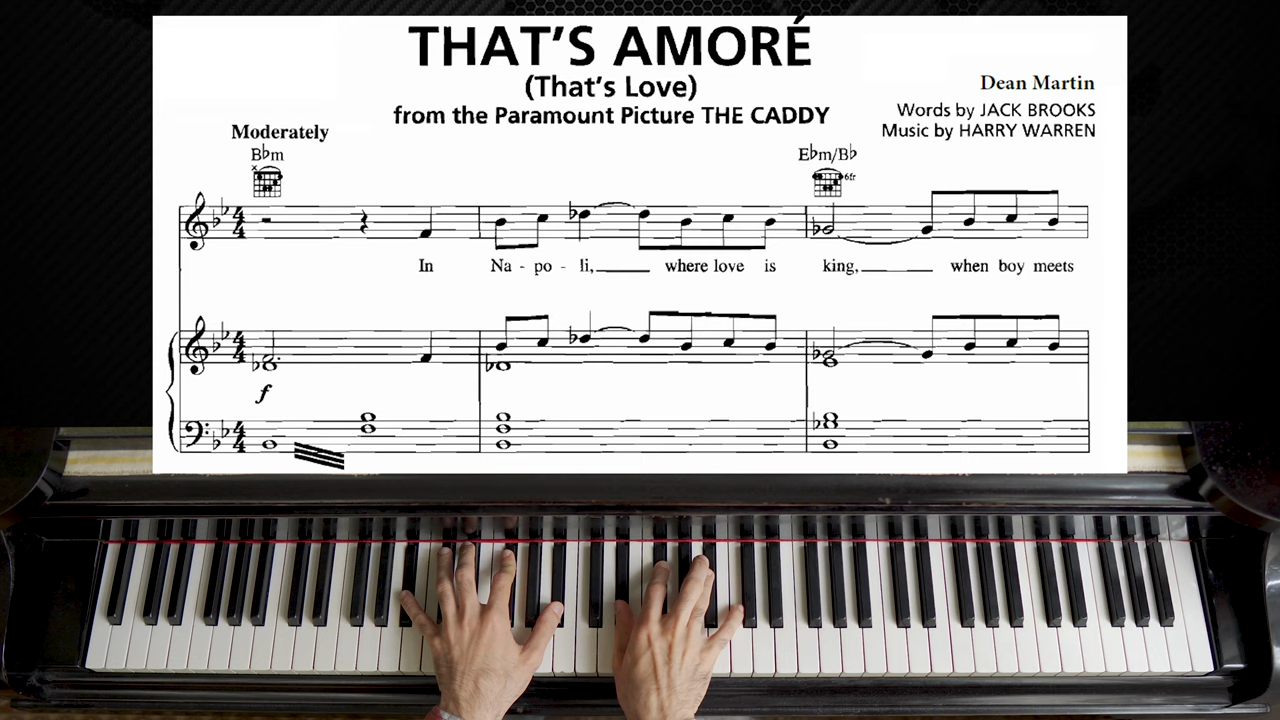 THAT'S AMORÉ
(That's Love)
from the Paramount Picture THE CADDY
Dean Martin
Words by JACK BROOKS
Music by HARRY WARREN
Moderately
B♭m
E♭m/B♭
6fr
In Na - po - li, where love is king, when boy meets
f